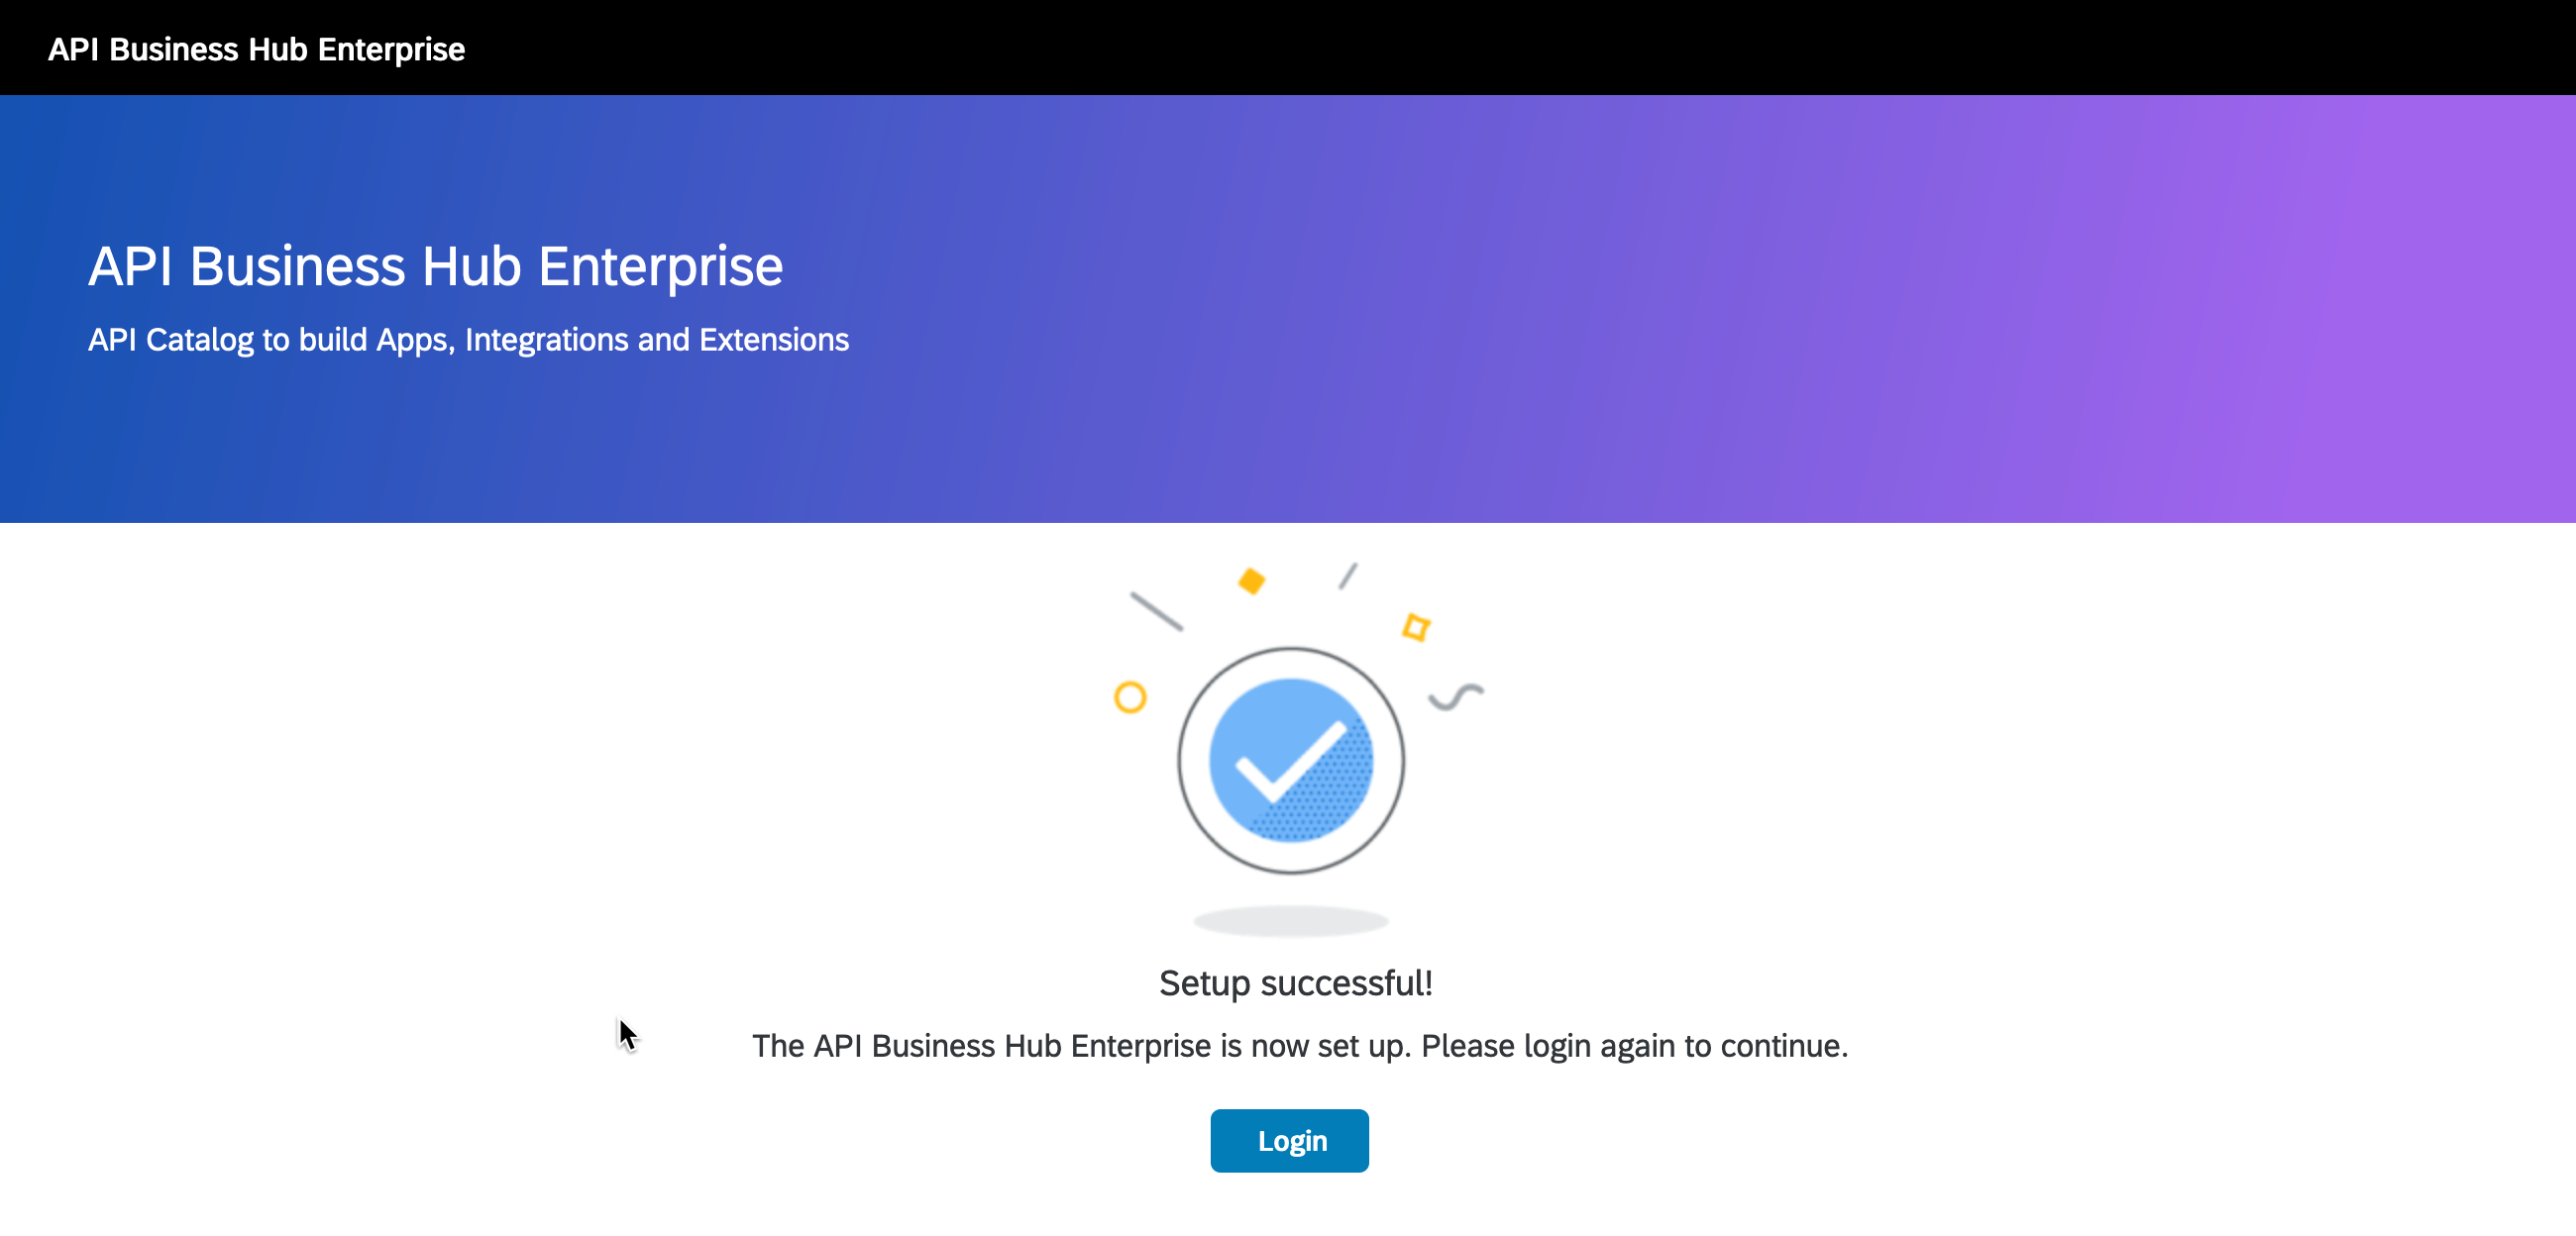 API Business Hub Enterprise
API Business Hub Enterprise
API Catalog to build Apps, Integrations and Extensions
Setup successful!
The API Business Hub Enterprise is now set up. Please login again to continue.
Login